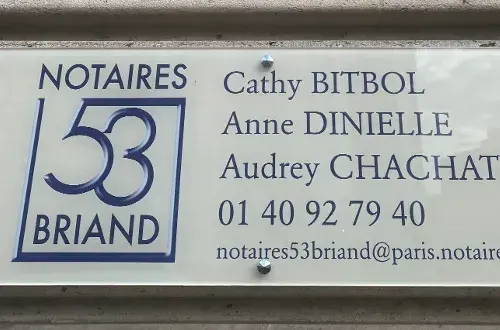 NOTAIRES
53
BRIAND
Cathy BITBOL
Anne DINIELLE
Audrey CHACHAT
01 40 92 79 40
notaires53briand@paris.notaire